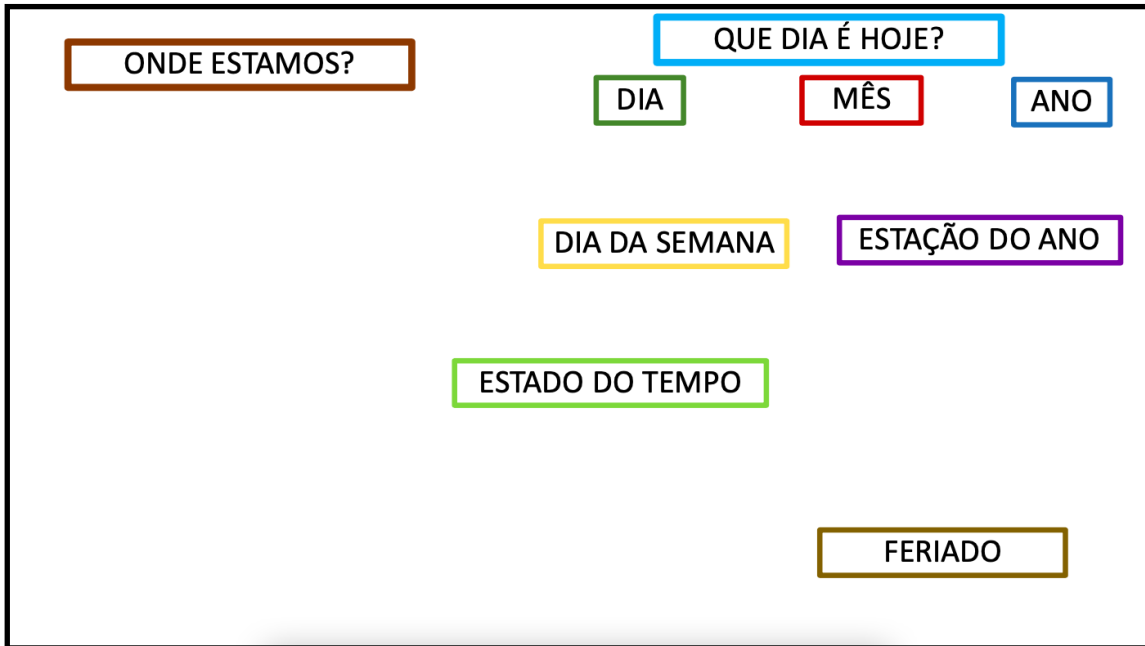 ONDE ESTAMOS?
QUE DIA É HOJE?
DIA
MÊS
ANO
DIA DA SEMANA
ESTAÇÃO DO ANO
ESTADO DO TEMPO
FERIADO